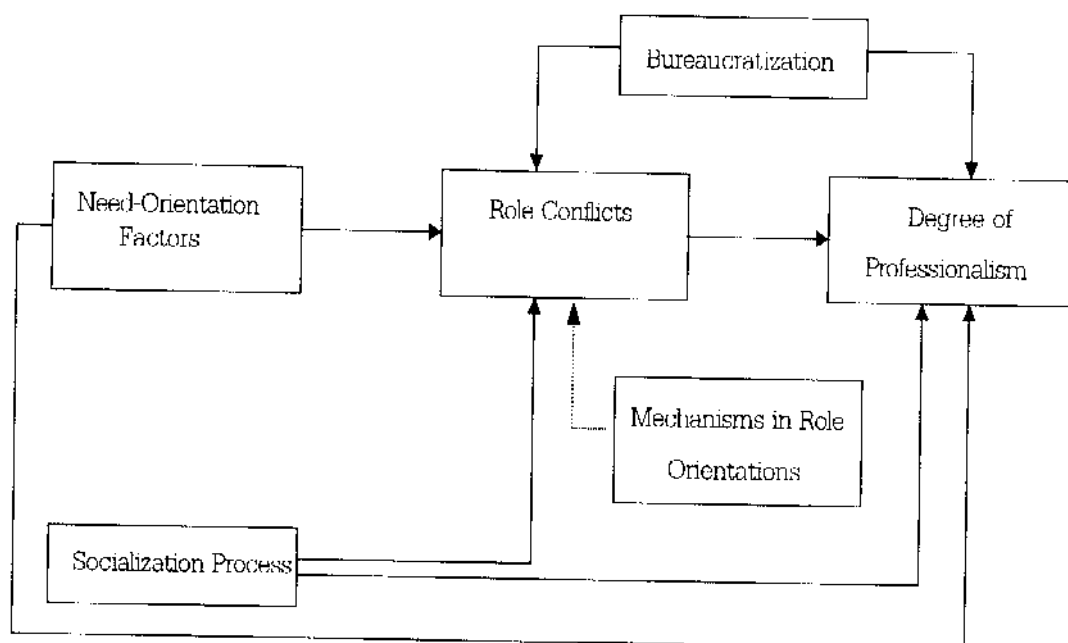 Bureaucratization
Need-Orientation
Factors
Role Conflicts
Degree of
Professionalism
Mechanisms in Role
Orientations
Socialization Process